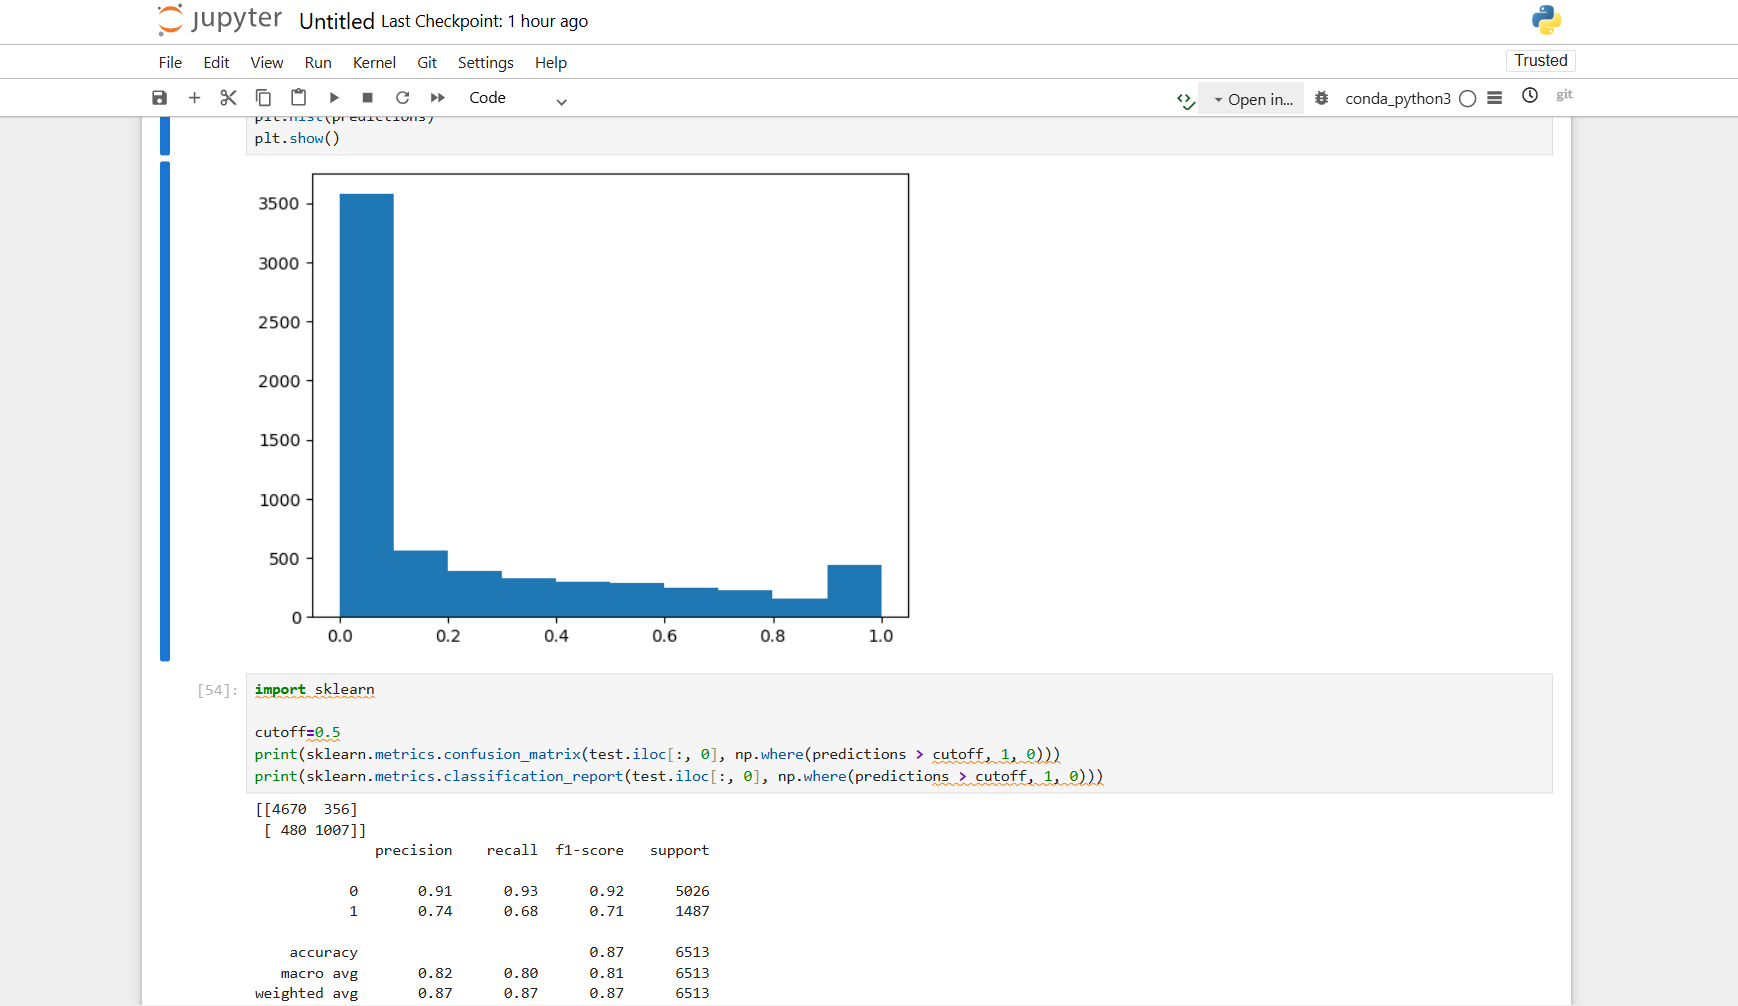 jupyter Untitled Last Checkpoint: 1 hour ago
File Edit View Run Kernel Git Settings Help Trusted
Code Open in... conda_python3 git
plt.hist(predictions)
plt.show()
3500
3000
2500
2000
1500
1000
500
0
0.0 0.2 0.4 0.6 0.8 1.0
[54]: import sklearn
cutoff=0.5
print(sklearn.metrics.confusion_matrix(test.iloc[:, 0], np.where(predictions > cutoff, 1, 0)))
print(sklearn.metrics.classification_report(test.iloc[:, 0], np.where(predictions > cutoff, 1, 0)))
[[4670 356]
[ 480 1007]]
precision recall f1-score support
0 0.91 0.93 0.92 5026
1 0.74 0.68 0.71 1487
accuracy 0.87 6513
macro avg 0.82 0.80 0.81 6513
weighted avg 0.87 0.87 0.87 6513